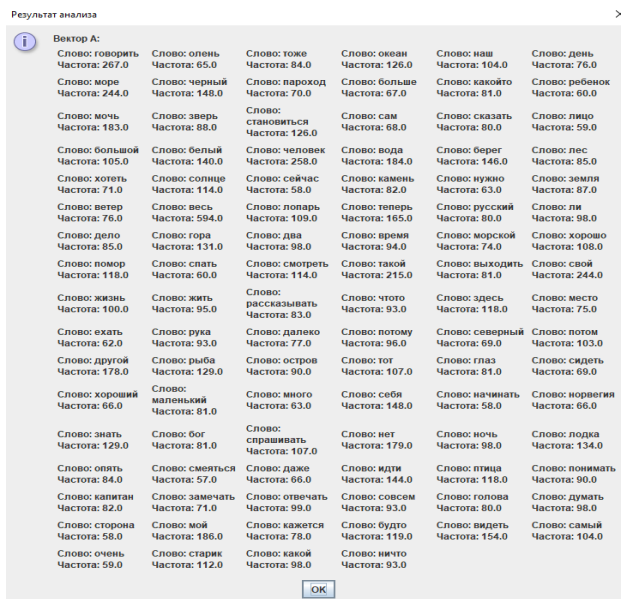 Результат анализа
Вектор A:
Слово: говорить Слово: олень Слово: тоже Слово: океан Слово: наш Слово: день
Частота: 267.0 Частота: 65.0 Частота: 84.0 Частота: 126.0 Частота: 104.0 Частота: 76.0
Слово: море Слово: черный Слово: пароход Слово: больше Слово: какойто Слово: ребенок
Частота: 244.0 Частота: 148.0 Частота: 70.0 Частота: 67.0 Частота: 81.0 Частота: 60.0
Слово: мочь Слово: зверь Слово: становиться Слово: сам Слово: сказать Слово: лицо
Частота: 183.0 Частота: 88.0 Частота: 126.0 Частота: 68.0 Частота: 80.0 Частота: 59.0
Слово: большой Слово: белый Слово: человек Слово: вода Слово: берег Слово: лес
Частота: 105.0 Частота: 140.0 Частота: 258.0 Частота: 184.0 Частота: 146.0 Частота: 85.0
Слово: хотеть Слово: солнце Слово: сейчас Слово: камень Слово: нужно Слово: земля
Частота: 71.0 Частота: 114.0 Частота: 58.0 Частота: 82.0 Частота: 63.0 Частота: 87.0
Слово: ветер Слово: весь Слово: лопарь Слово: теперь Слово: русский Слово: ли
Частота: 76.0 Частота: 594.0 Частота: 109.0 Частота: 165.0 Частота: 80.0 Частота: 98.0
Слово: дело Слово: гора Слово: два Слово: время Слово: морской Слово: хорошо
Частота: 85.0 Частота: 131.0 Частота: 98.0 Частота: 94.0 Частота: 74.0 Частота: 108.0
Слово: помор Слово: спать Слово: смотреть Слово: такой Слово: выходить Слово: свой
Частота: 118.0 Частота: 60.0 Частота: 114.0 Частота: 215.0 Частота: 81.0 Частота: 244.0
Слово: жизнь Слово: жить Слово: рассказывать Слово: чтото Слово: здесь Слово: место
Частота: 100.0 Частота: 95.0 Частота: 83.0 Частота: 93.0 Частота: 118.0 Частота: 75.0
Слово: ехать Слово: рука Слово: далеко Слово: потому Слово: северный Слово: потом
Частота: 62.0 Частота: 93.0 Частота: 77.0 Частота: 96.0 Частота: 69.0 Частота: 103.0
Слово: другой Слово: рыба Слово: остров Слово: тот Слово: глаз Слово: сидеть
Частота: 178.0 Частота: 129.0 Частота: 90.0 Частота: 107.0 Частота: 81.0 Частота: 69.0
Слово: хороший Слово: маленький Слово: много Слово: себя Слово: начинать Слово: норвегия
Частота: 66.0 Частота: 81.0 Частота: 63.0 Частота: 148.0 Частота: 58.0 Частота: 66.0
Слово: знать Слово: бог Слово: спрашивать Слово: нет Слово: ночь Слово: лодка
Частота: 129.0 Частота: 81.0 Частота: 107.0 Частота: 179.0 Частота: 98.0 Частота: 134.0
Слово: опять Слово: смеяться Слово: даже Слово: идти Слово: птица Слово: понимать
Частота: 84.0 Частота: 57.0 Частота: 66.0 Частота: 144.0 Частота: 118.0 Частота: 90.0
Слово: капитан Слово: замечать Слово: отвечать Слово: совсем Слово: голова Слово: думать
Частота: 82.0 Частота: 71.0 Частота: 99.0 Частота: 93.0 Частота: 80.0 Частота: 98.0
Слово: сторона Слово: мой Слово: кажется Слово: будто Слово: видеть Слово: самый
Частота: 58.0 Частота: 186.0 Частота: 78.0 Частота: 119.0 Частота: 154.0 Частота: 104.0
Слово: очень Слово: старик Слово: какой Слово: ничто
Частота: 59.0 Частота: 112.0 Частота: 98.0 Частота: 93.0
OK